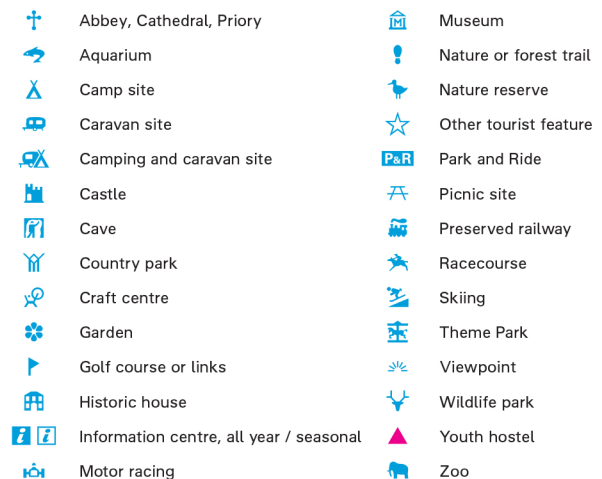 Abbey, Cathedral, Priory
Aquarium
Camp site
Caravan site
Camping and caravan site
Castle
Cave
Country park
Craft centre
Garden
Golf course or links
Historic house
i i Information centre, all year / seasonal
Motor racing
M Museum
Nature or forest trail
Nature reserve
Other tourist feature
P&R Park and Ride
Picnic site
Preserved railway
Racecourse
Skiing
Theme Park
Viewpoint
Wildlife park
Youth hostel
Zoo